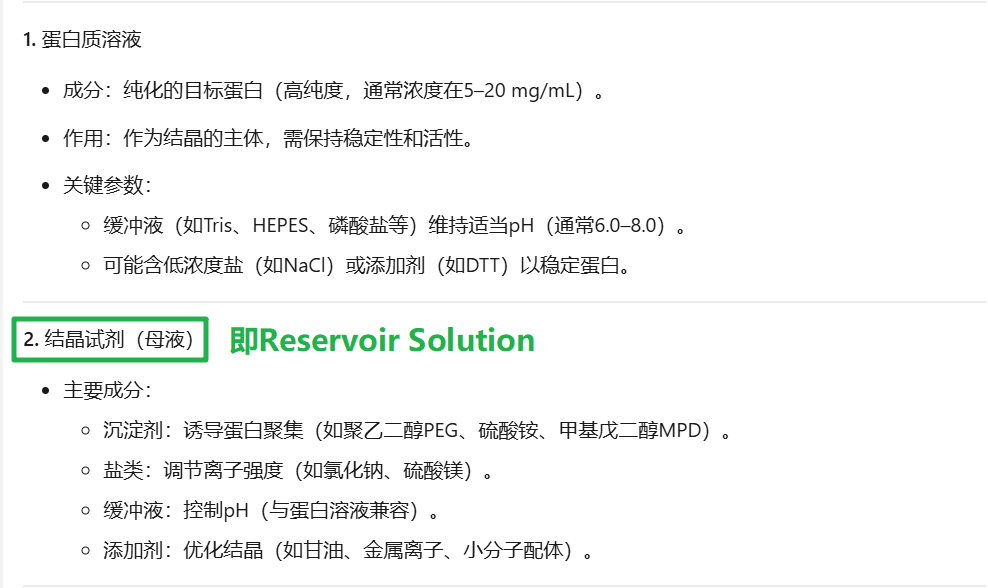 1. 蛋白质溶液
• 成分：纯化的目标蛋白（高纯度，通常浓度在5–20 mg/mL）。
• 作用：作为结晶的主体，需保持稳定性和活性。
• 关键参数：
○ 缓冲液（如Tris、HEPES、磷酸盐等）维持适当pH（通常6.0–8.0）。
○ 可能含低浓度盐（如NaCl）或添加剂（如DTT）以稳定蛋白。
2. 结晶试剂（母液） 即Reservoir Solution
• 主要成分：
○ 沉淀剂：诱导蛋白聚集（如聚乙二醇PEG、硫酸铵、甲基戊二醇MPD）。
○ 盐类：调节离子强度（如氯化钠、硫酸镁）。
○ 缓冲液：控制pH（与蛋白溶液兼容）。
○ 添加剂：优化结晶（如甘油、金属离子、小分子配体）。